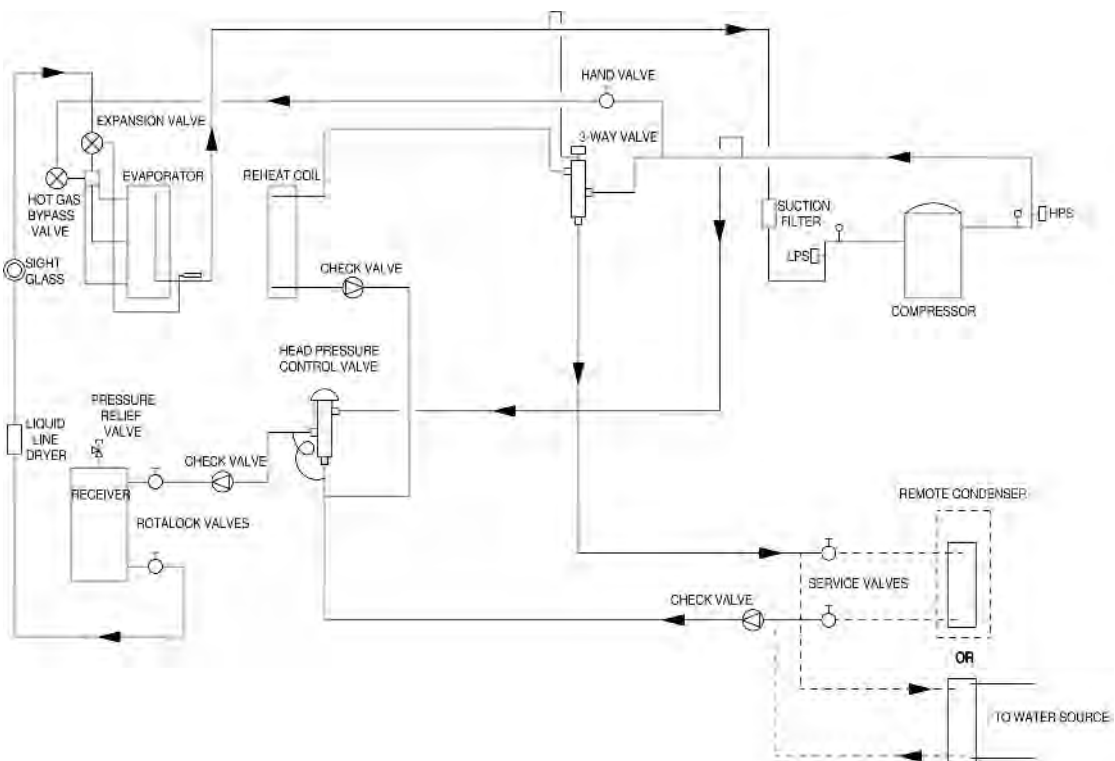 HAND VALVE
EXPANSION VALVE
3-WAY VALVE
EVAPORATOR
REHEAT COIL
HOT GAS
BYPASS
VALVE
SUCTION
FILTER
HPS
LPS
SIGHT
GLASS
CHECK VALVE
COMPRESSOR
HEAD PRESSURE
CONTROL VALVE
PRESSURE
RELIEF
VALVE
LIQUID
LINE
DRYER
CHECK VALVE
RECEIVER
REMOTE CONDENSER
ROTALOCK VALVES
SERVICE VALVES
CHECK VALVE
OR
TO WATER SOURCE